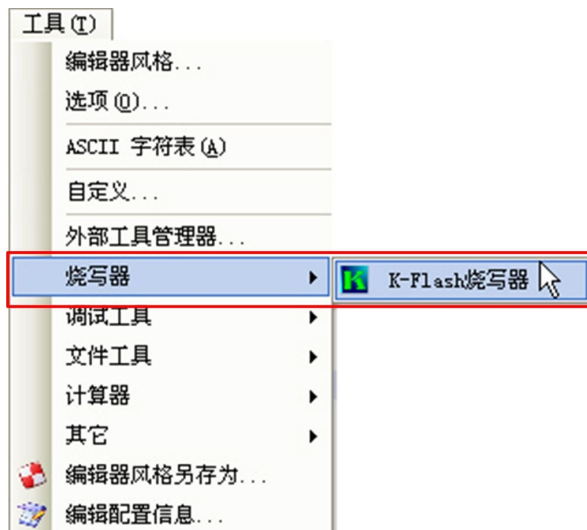 工具(T)
编辑器风格...
选项(O)...
ASCII 字符表(A)
自定义...
外部工具管理器...
烧写器
K-Flash烧写器
调试工具
文件工具
计算器
其它
编辑器风格另存为...
编辑配置信息...